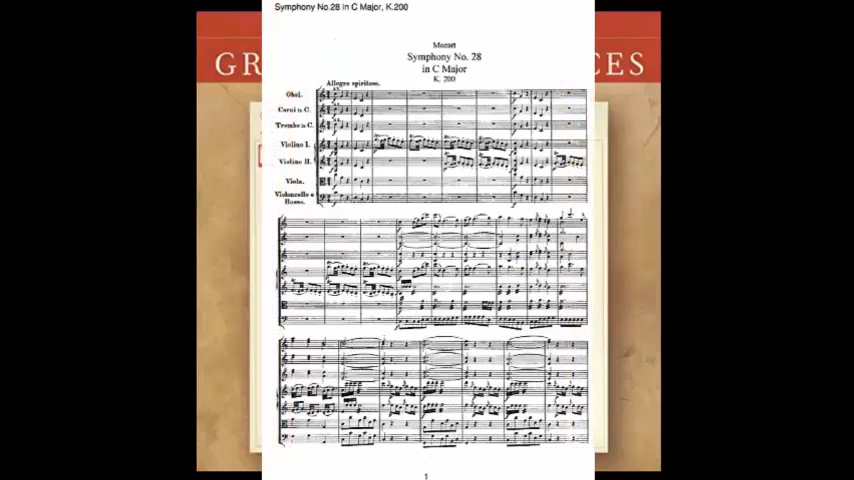 Symphony No.28 in C Major, K.200
GR
CES
Mozart
Symphony No. 28
in C Major
K. 200
Allegro spiritoso.
Oboi.
Corni in C.
Trombe in C.
Violino I.
Violino II.
Viola.
Violoncello e
Basso.
1